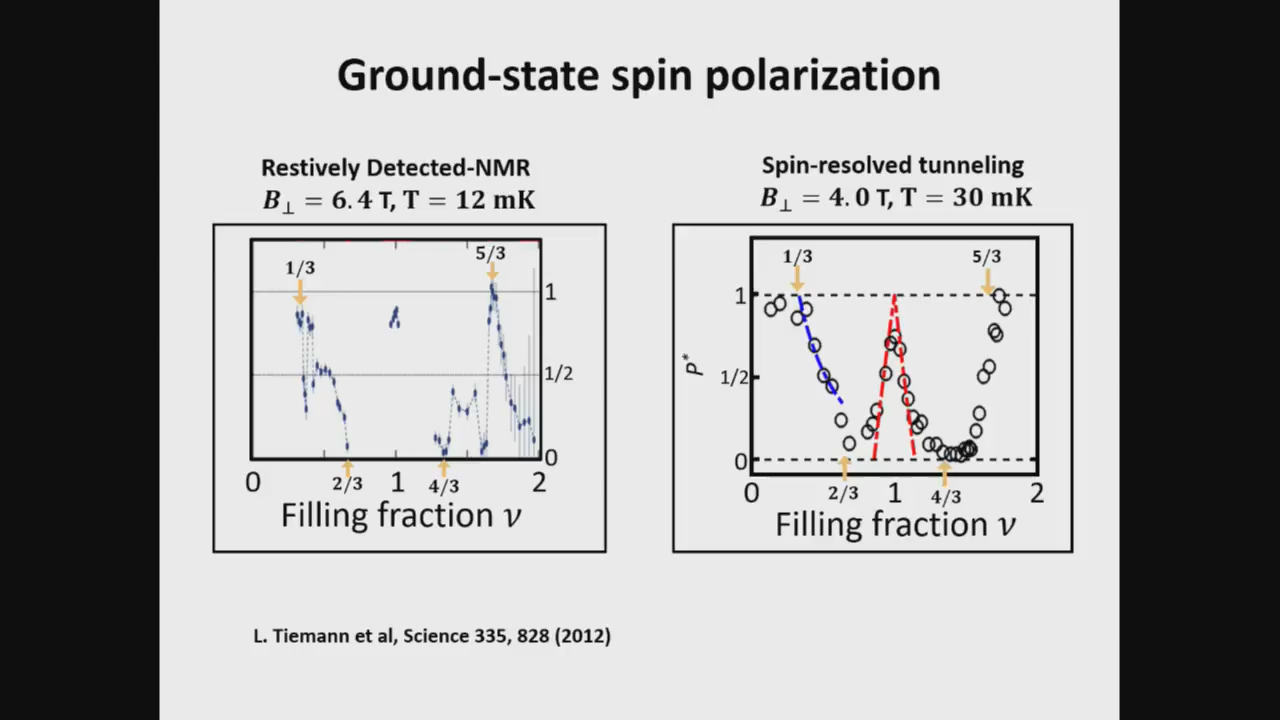 Ground-state spin polarization
Restively Detected-NMR
B⊥ = 6.4 T, T = 12 mK
1/3
5/3
1
1/2
0
0
2/3
1
4/3
2
Filling fraction ν
Spin-resolved tunneling
B⊥ = 4.0 T, T = 30 mK
1/3
5/3
1
P*
1/2
0
0
2/3
1
4/3
2
Filling fraction ν
L. Tiemann et al, Science 335, 828 (2012)